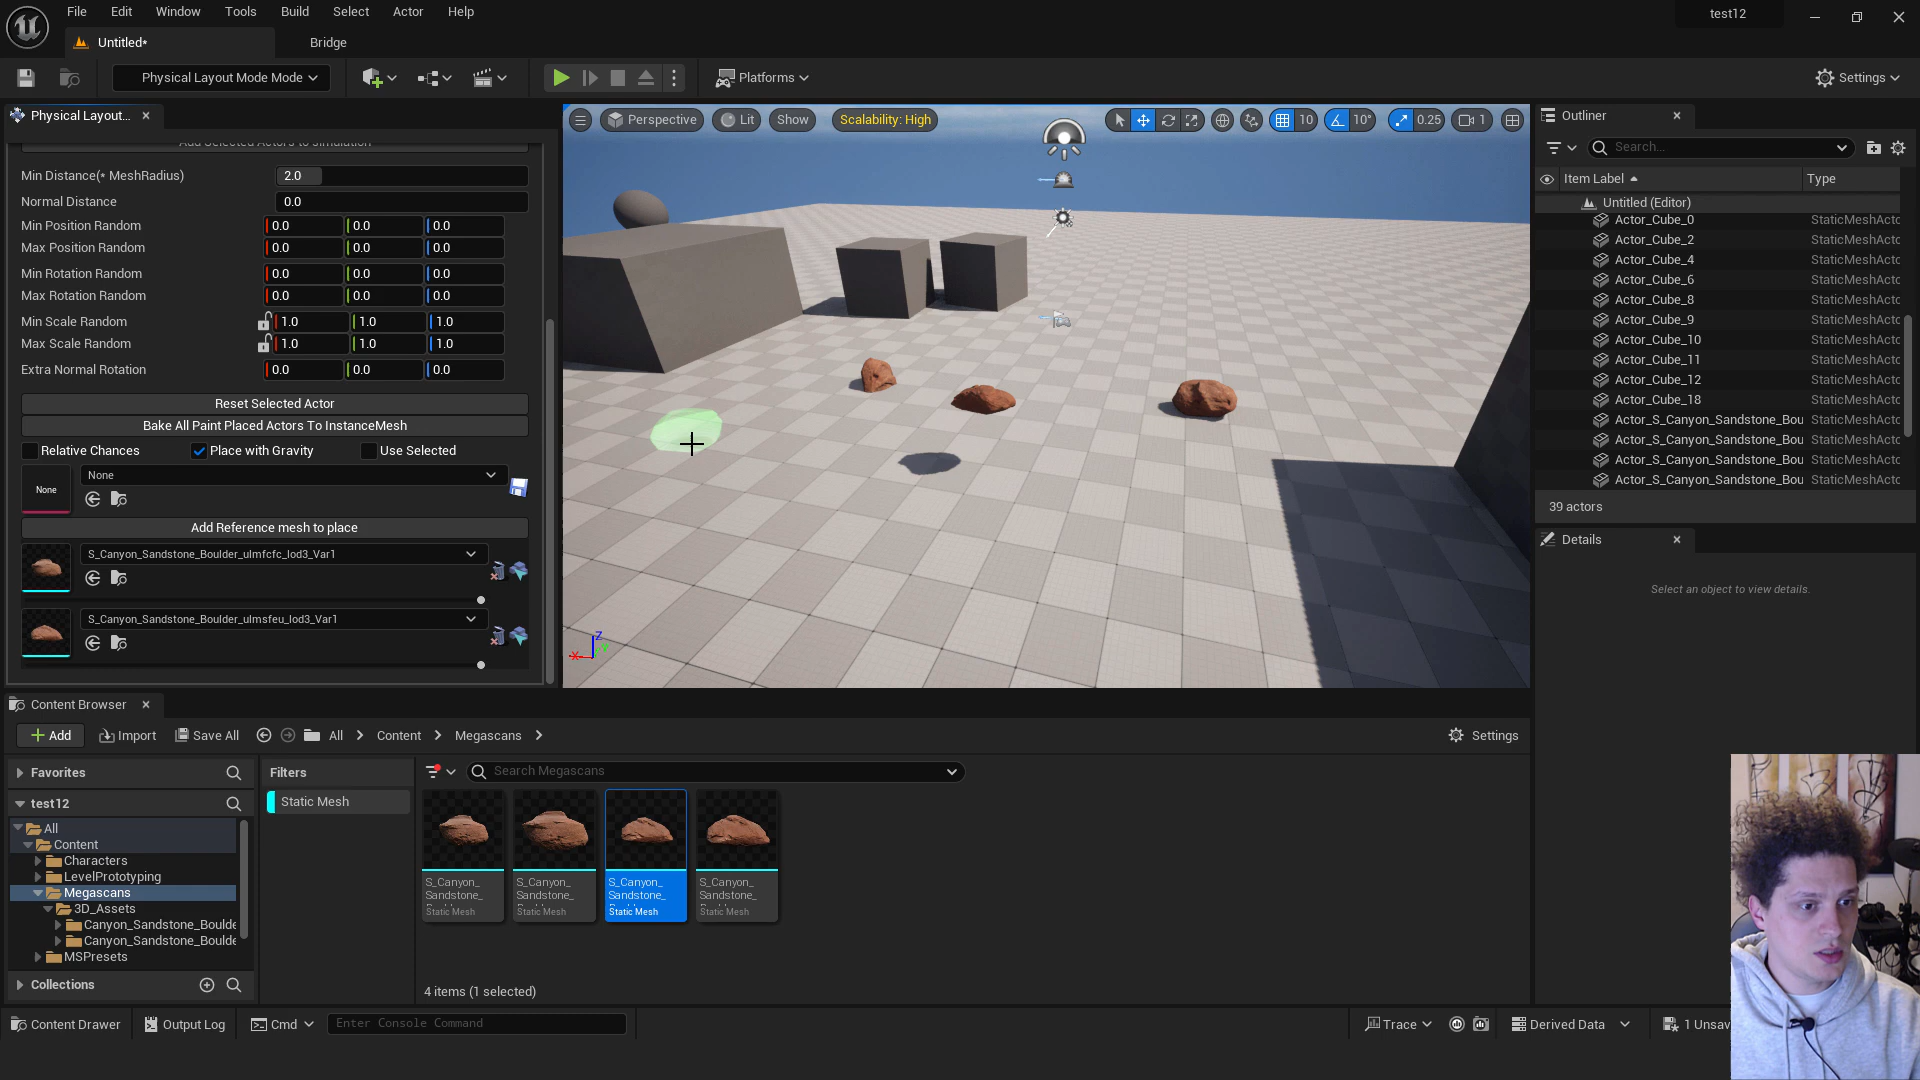 File Edit Window Tools Build Select Actor Help
test12
Untitled*
Bridge
Physical Layout Mode Mode
Platforms
Settings
Physical Layout...
Add Selected Actors to Simulation
Min Distance(* MeshRadius) 2.0
Normal Distance 0.0
Min Position Random 0.0 0.0 0.0
Max Position Random 0.0 0.0 0.0
Min Rotation Random 0.0 0.0 0.0
Max Rotation Random 0.0 0.0 0.0
Min Scale Random 1.0 1.0 1.0
Max Scale Random 1.0 1.0 1.0
Extra Normal Rotation 0.0 0.0 0.0
Reset Selected Actor
Bake All Paint Placed Actors To InstanceMesh
Relative Chances Place with Gravity Use Selected
None
None
Add Reference mesh to place
S_Canyon_Sandstone_Boulder_ulmfcfc_lod3_Var1
S_Canyon_Sandstone_Boulder_ulmsfeu_lod3_Var1
Perspective Lit Show Scalability: High
10 10° 0.25 1
Z
X
Y
Outliner
Search...
Item Label Type
Untitled (Editor)
Actor_Cube_0 StaticMeshActo
Actor_Cube_2 StaticMeshActo
Actor_Cube_4 StaticMeshActo
Actor_Cube_6 StaticMeshActo
Actor_Cube_8 StaticMeshActo
Actor_Cube_9 StaticMeshActo
Actor_Cube_10 StaticMeshActo
Actor_Cube_11 StaticMeshActo
Actor_Cube_12 StaticMeshActo
Actor_Cube_18 StaticMeshActo
Actor_S_Canyon_Sandstone_Bou StaticMeshActo
Actor_S_Canyon_Sandstone_Bou StaticMeshActo
Actor_S_Canyon_Sandstone_Bou StaticMeshActo
Actor_S_Canyon_Sandstone_Bou StaticMeshActo
39 actors
Details
Select an object to view details.
Content Browser
Add Import Save All All Content Megascans
Settings
Favorites
test12
All
Content
Characters
LevelPrototyping
Megascans
3D_Assets
Canyon_Sandstone_Boulde
Canyon_Sandstone_Boulde
MSPresets
Collections
Filters
Static Mesh
Search Megascans
S_Canyon_
Sandstone_
Static Mesh
S_Canyon_
Sandstone_
Static Mesh
S_Canyon_
Sandstone_
Static Mesh
S_Canyon_
Sandstone_
Static Mesh
4 items (1 selected)
Content Drawer Output Log Cmd Enter Console Command
Trace Derived Data 1 Unsav